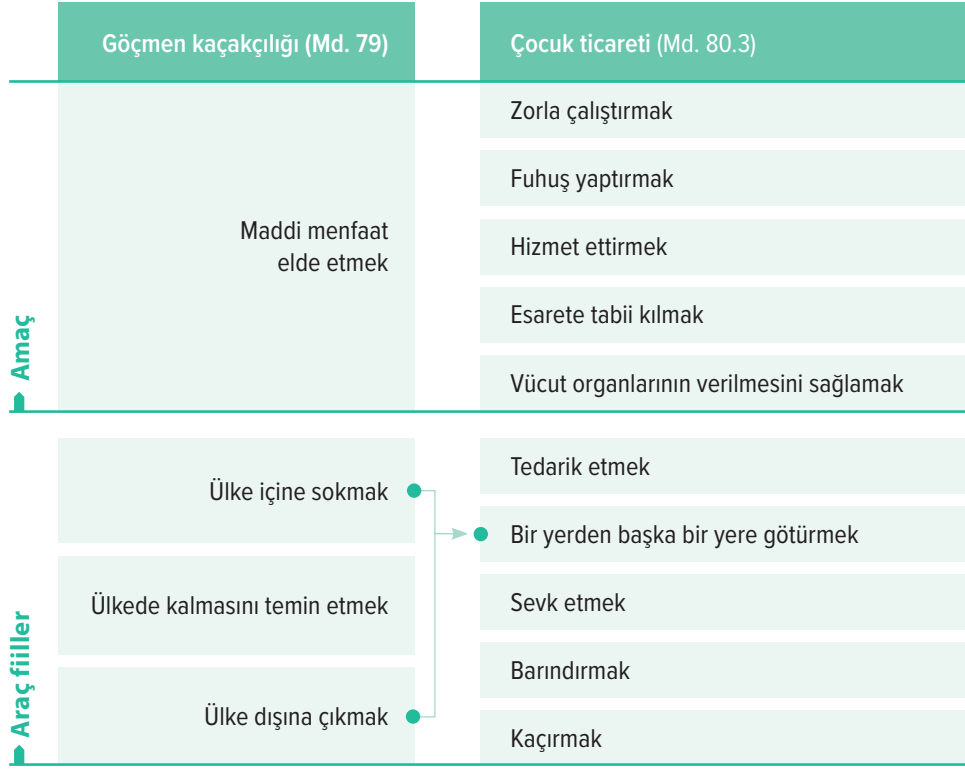 Göçmen kaçakçılığı (Md. 79)
Çocuk ticareti (Md. 80.3)
Amaç
Maddi menfaat
elde etmek
Zorla çalıştırmak
Fuhuş yaptırmak
Hizmet ettirmek
Esarete tabii kılmak
Vücut organlarının verilmesini sağlamak
Araç fiiller
Ülke içine sokmak
Ülkede kalmasını temin etmek
Ülke dışına çıkmak
Tedarik etmek
Bir yerden başka bir yere götürmek
Sevk etmek
Barındırmak
Kaçırmak